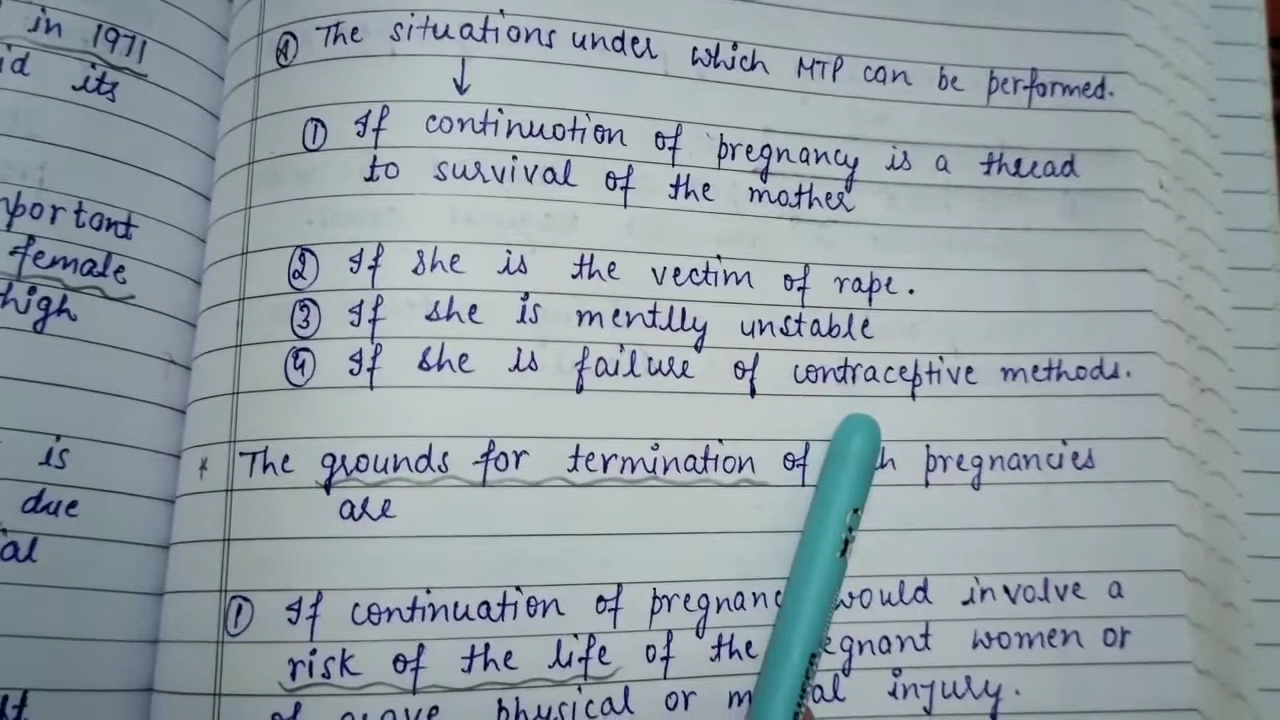 in 1971
id its
portant
female
high
is
due
al
The situations under which MTP can be performed.
↓
① If continuotion of pregnancy is a thread
to survival of the mother
② If she is the vectim of rape.
③ If she is mentlly unstable
④ If she is failure of contraceptive methods.
* The grounds for termination of pregnancies
are
① If continuation of pregnanc would involve a
risk of the life of the egnant women or
of grave physical or m al injury.